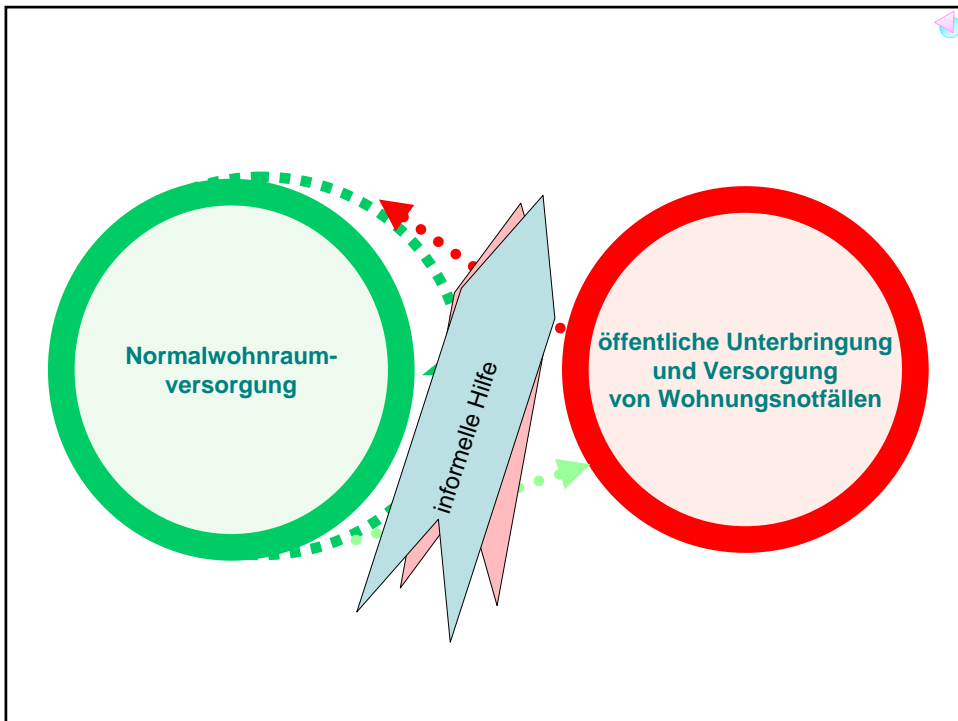 Normalwohnraum-
versorgung
informelle Hilfe
öffentliche Unterbringung
und Versorgung
von Wohnungsnotfällen